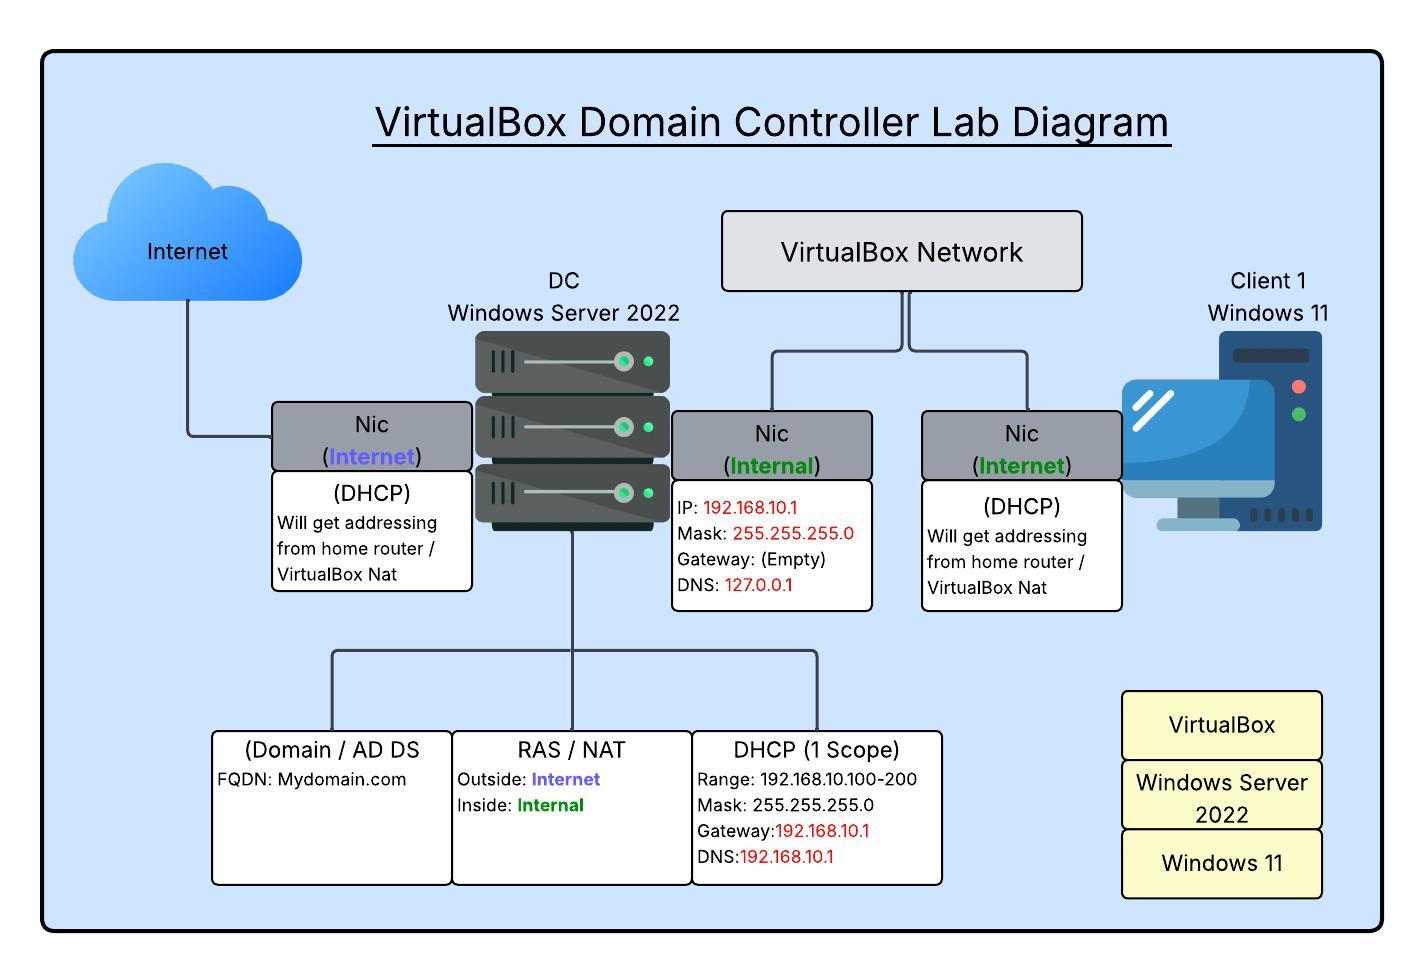 VirtualBox Domain Controller Lab Diagram
Internet
VirtualBox Network
DC
Windows Server 2022
Client 1
Windows 11
Nic
(Internet)
(DHCP)
Will get addressing
from home router /
VirtualBox Nat
Nic
(Internal)
IP: 192.168.10.1
Mask: 255.255.255.0
Gateway: (Empty)
DNS: 127.0.0.1
Nic
(Internet)
(DHCP)
Will get addressing
from home router /
VirtualBox Nat
(Domain / AD DS
FQDN: Mydomain.com
RAS / NAT
Outside: Internet
Inside: Internal
DHCP (1 Scope)
Range: 192.168.10.100-200
Mask: 255.255.255.0
Gateway:192.168.10.1
DNS:192.168.10.1
VirtualBox
Windows Server
2022
Windows 11